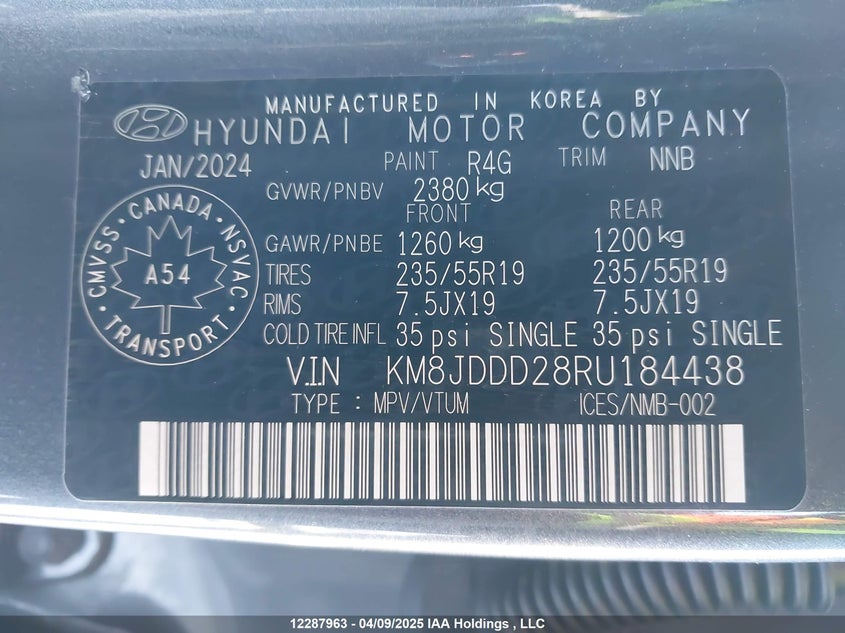 MANUFACTURED IN KOREA BY
HYUNDAI MOTOR COMPANY
JAN/2024 PAINT R4G TRIM NNB
GVWR/PNBV 2380 kg
FRONT REAR
GAWR/PNBE 1260 kg 1200 kg
TIRES 235/55R19 235/55R19
RIMS 7.5JX19 7.5JX19
COLD TIRE INFL 35 psi SINGLE 35 psi SINGLE
V.I.N KM8JDDD28RU184438
TYPE : MPV/VTUM ICES/NMB-002
CMVSS · CANADA · NSVAC · TRANSPORT ·
A54
12287963 - 04/09/2025 IAA Holdings , LLC